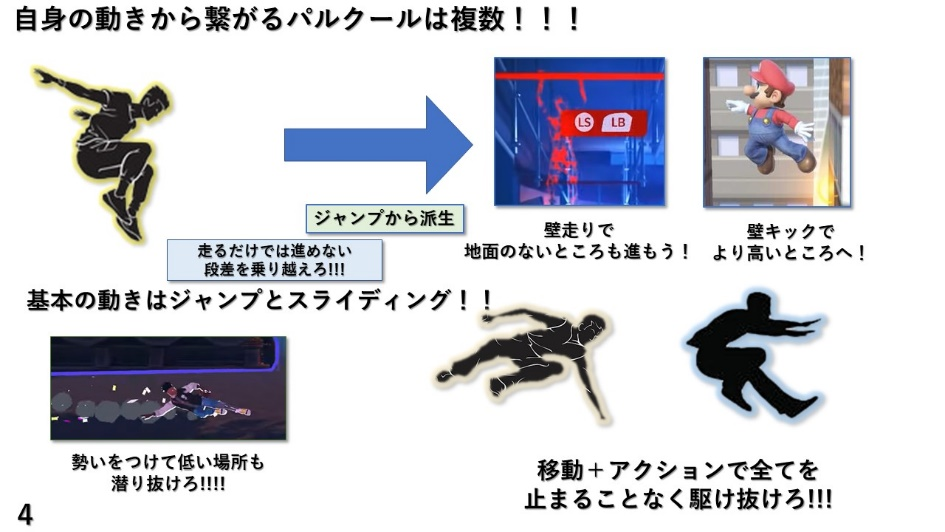 自身の動きから繋がるパルクールは複数！！！
LS LB
ジャンプから派生
走るだけでは進めない
段差を乗り越えろ!!!
壁走りで
地面のないところも進もう！
壁キックで
より高いところへ！
基本の動きはジャンプとスライディング！！
勢いをつけて低い場所も
潜り抜けろ!!!!
移動＋アクションで全てを
止まることなく駆け抜けろ!!!
4